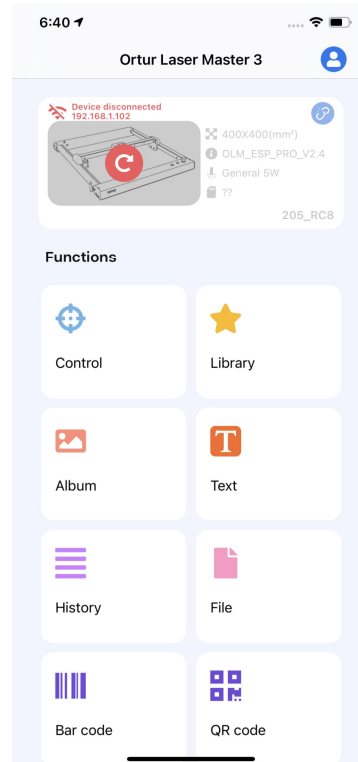 6:40
Ortur Laser Master 3
Device disconnected
192.168.1.102
400X400(mm²)
OLM_ESP_PRO_V2.4
General 5W
??
205_RC8
Functions
Control
Library
Album
Text
History
File
Bar code
QR code